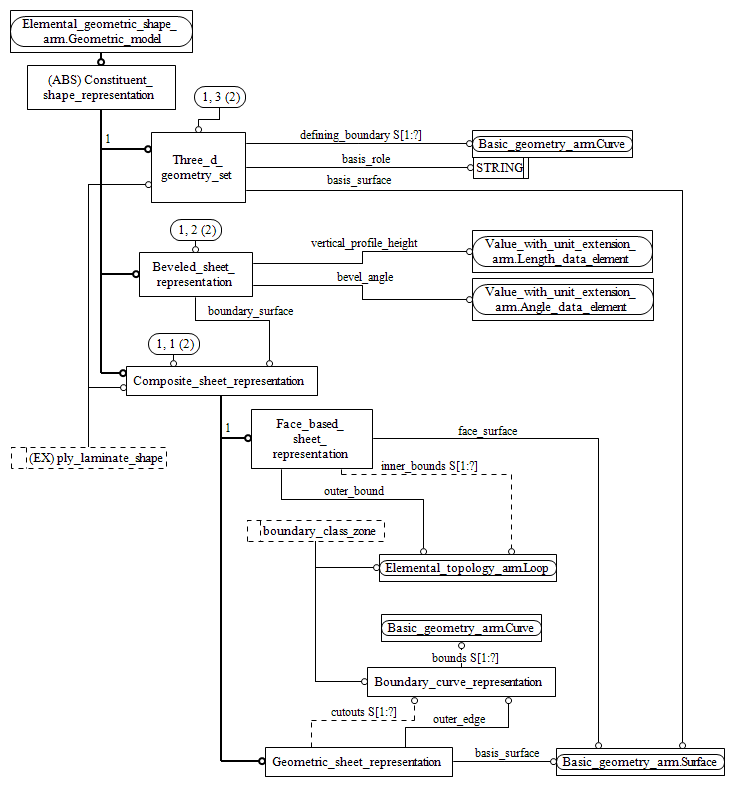 Elemental_geometric_shape_
arm.Geometric_model
(ABS) Constituent_
shape_representation
1, 3 (2)
1
defining_boundary S[1:?]
Three_d_
geometry_set
Basic_geometry_arm.Curve
basis_role
STRING
basis_surface
1, 2 (2)
vertical_profile_height
Value_with_unit_extension_
arm.Length_data_element
Beveled_sheet_
representation
bevel_angle
Value_with_unit_extension_
arm.Angle_data_element
boundary_surface
1, 1 (2)
Composite_sheet_representation
1
Face_based_
sheet_
representation
face_surface
(EX) ply_laminate_shape
inner_bounds S[1:?]
outer_bound
boundary_class_zone
Elemental_topology_arm.Loop
Basic_geometry_arm.Curve
bounds S[1:?]
Boundary_curve_representation
cutouts S[1:?]
outer_edge
basis_surface
Geometric_sheet_representation
Basic_geometry_arm.Surface